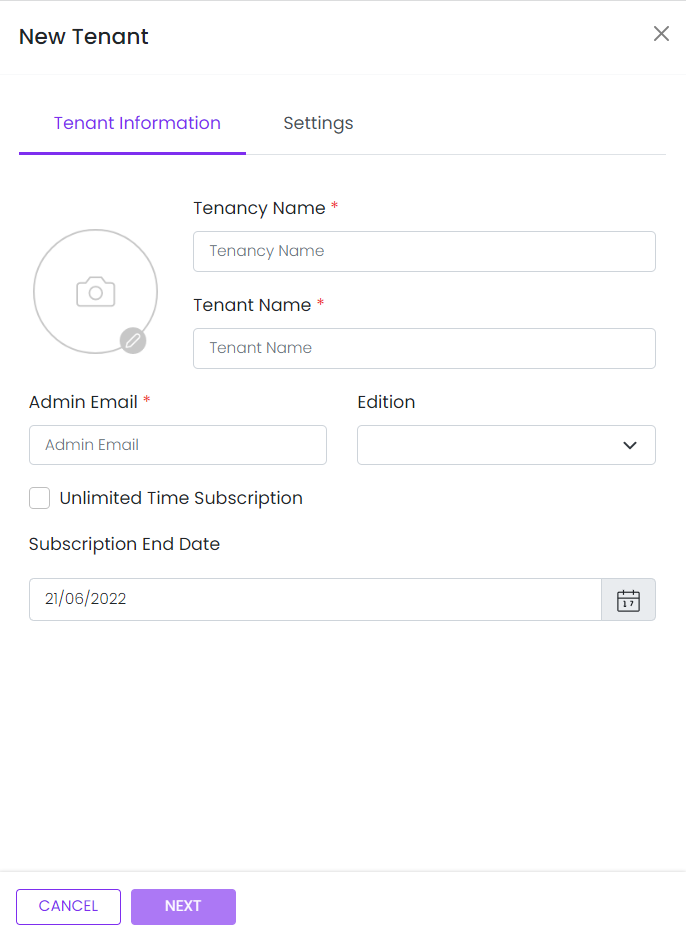 New Tenant
Tenant Information
Settings
Tenancy Name *
Tenancy Name
Tenant Name *
Tenant Name
Admin Email *
Edition
Admin Email
Unlimited Time Subscription
Subscription End Date
21/06/2022
17
CANCEL
NEXT